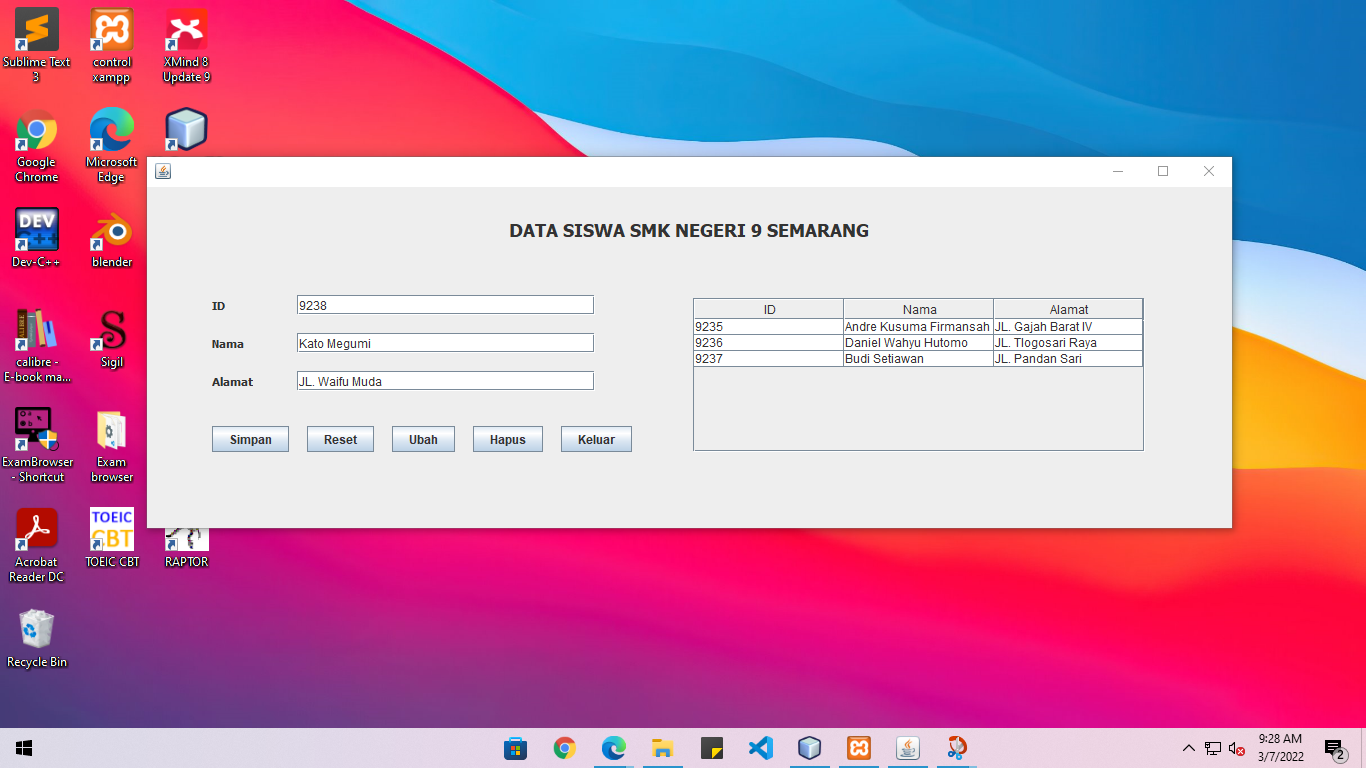 Sublime Text
3
control
xampp
XMind 8
Update 9
Google
Chrome
Microsoft
Edge
DEV
C++
Dev-C++
blender
CALIBRE
calibre -
E-book ma...
Sigil
ExamBrowser
- Shortcut
Exam
browser
Acrobat
Reader DC
TOEIC
CBT
TOEIC CBT
RAPTOR
Recycle Bin
DATA SISWA SMK NEGERI 9 SEMARANG
ID 9238
Nama Kato Megumi
Alamat JL. Waifu Muda
Simpan Reset Ubah Hapus Keluar
ID Nama Alamat
9235 Andre Kusuma Firmansah JL. Gajah Barat IV
9236 Daniel Wahyu Hutomo JL. Tlogosari Raya
9237 Budi Setiawan JL. Pandan Sari
9:28 AM
3/7/2022
2